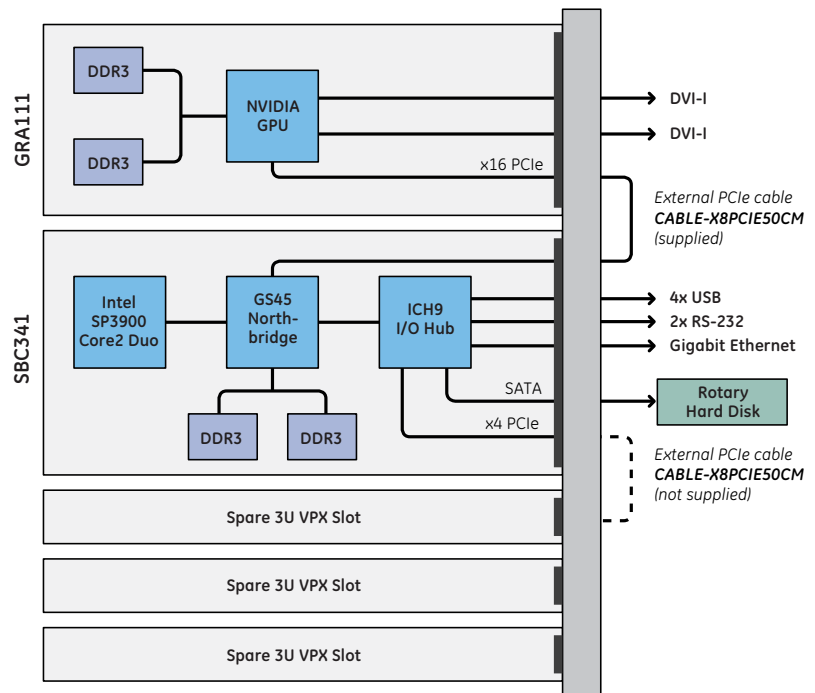 GRA111
DDR3
DDR3
NVIDIA
GPU
x16 PCIe
DVI-I
DVI-I
External PCIe cable
CABLE-X8PCIE50CM
(supplied)
SBC341
Intel
SP3900
Core2 Duo
GS45
North-
bridge
ICH9
I/O Hub
4x USB
2x RS-232
Gigabit Ethernet
SATA
Rotary
Hard Disk
DDR3
DDR3
x4 PCIe
External PCIe cable
CABLE-X8PCIE50CM
(not supplied)
Spare 3U VPX Slot
Spare 3U VPX Slot
Spare 3U VPX Slot